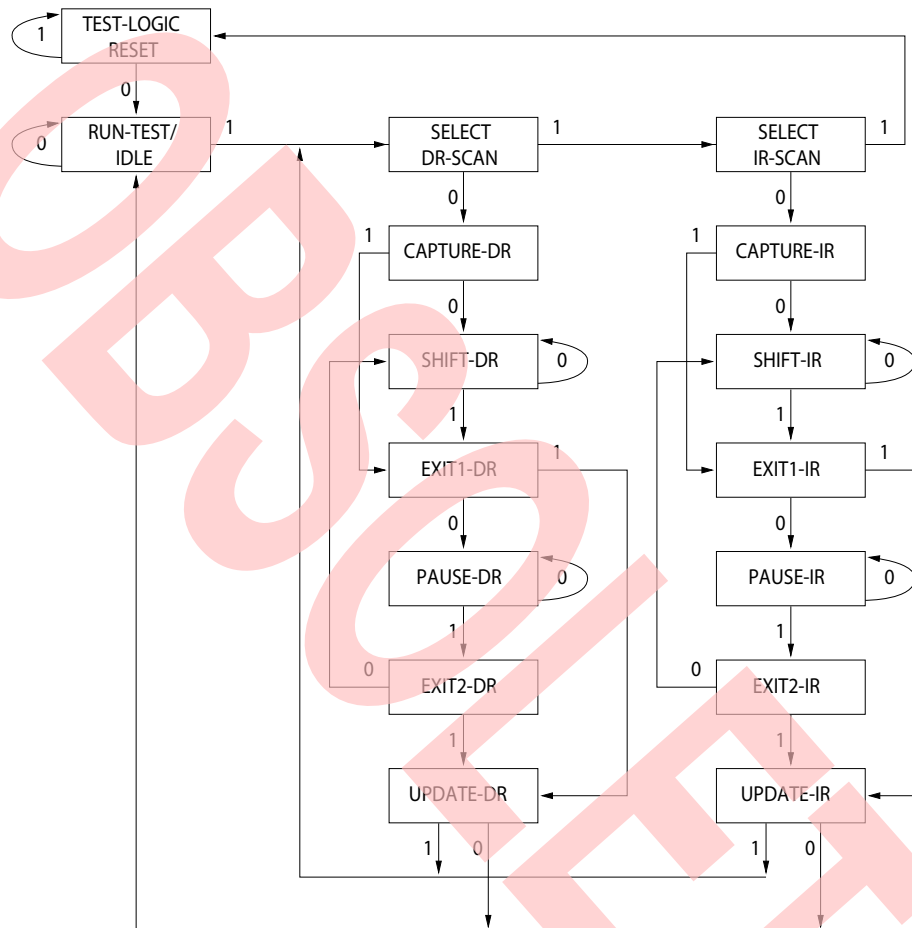 TEST-LOGIC
RESET
1
0
RUN-TEST/
IDLE
0
1
SELECT
DR-SCAN
1
SELECT
IR-SCAN
1
0
0
1
CAPTURE-DR
1
CAPTURE-IR
0
0
SHIFT-DR
0
SHIFT-IR
0
1
1
EXIT1-DR
1
EXIT1-IR
1
0
0
PAUSE-DR
0
PAUSE-IR
0
1
1
0
EXIT2-DR
0
EXIT2-IR
1
1
UPDATE-DR
UPDATE-IR
1
0
1
0
OBSOLET